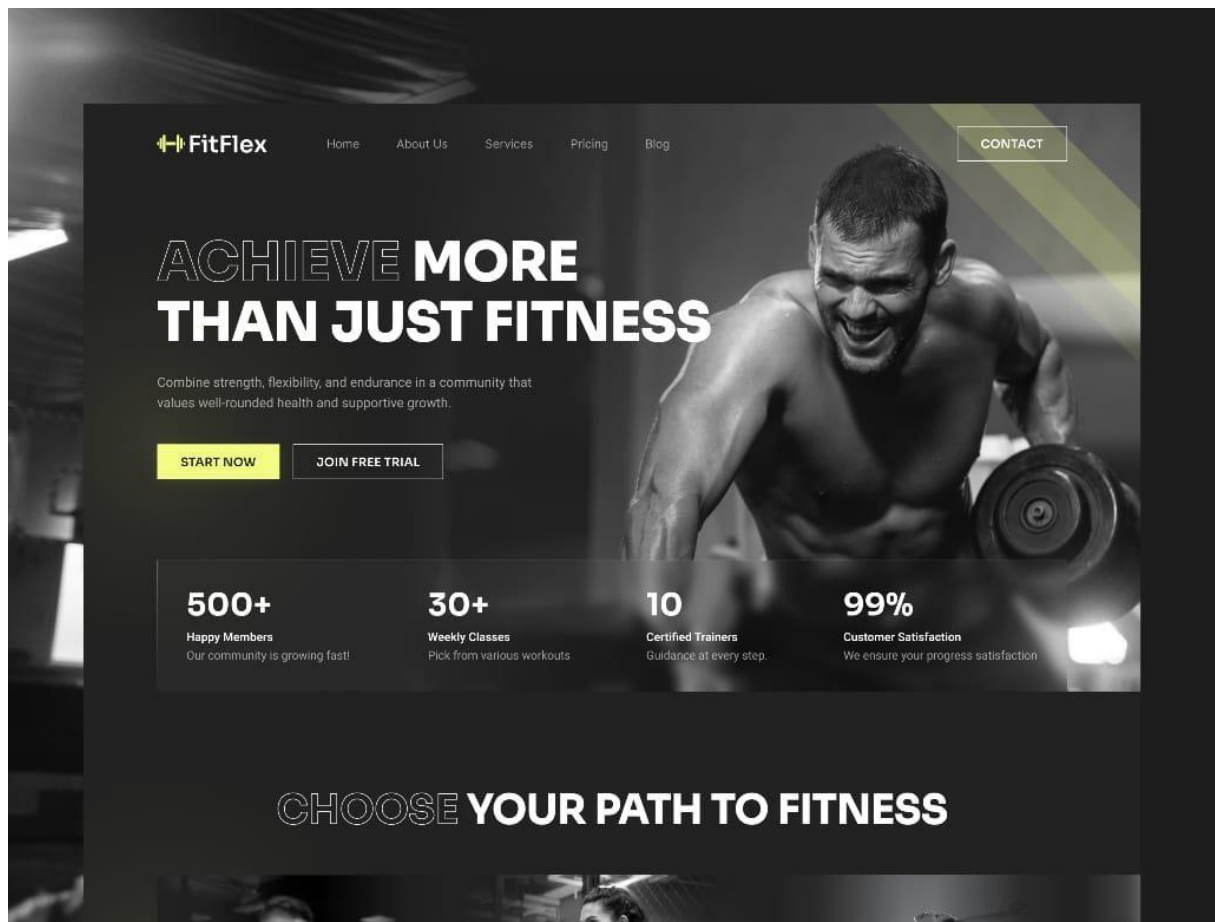 FitFlex
Home About Us Services Pricing Blog
CONTACT
ACHIEVE MORE
THAN JUST FITNESS
Combine strength, flexibility, and endurance in a community that
values well-rounded health and supportive growth.
START NOW
JOIN FREE TRIAL
500+
Happy Members
Our community is growing fast!
30+
Weekly Classes
Pick from various workouts
10
Certified Trainers
Guidance at every step.
99%
Customer Satisfaction
We ensure your progress satisfaction
CHOOSE YOUR PATH TO FITNESS